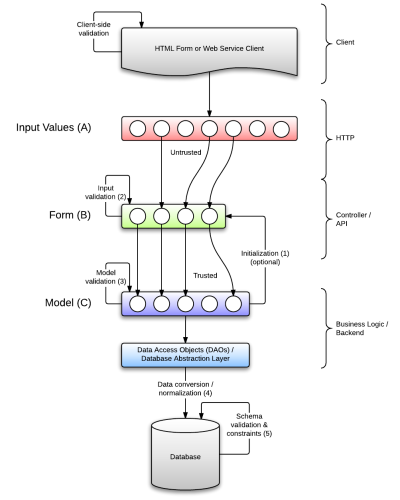 Client-side
validation
HTML Form or Web Service Client
Client
Input Values (A)
HTTP
Untrusted
Input
validation (2)
Form (B)
Controller /
API
Initialization (1)
(optional)
Model
validation (3)
Trusted
Model (C)
Business Logic /
Backend
Data Access Objects (DAOs) /
Database Abstraction Layer
Data conversion /
normalization (4)
Schema
validation &
constraints (5)
Database